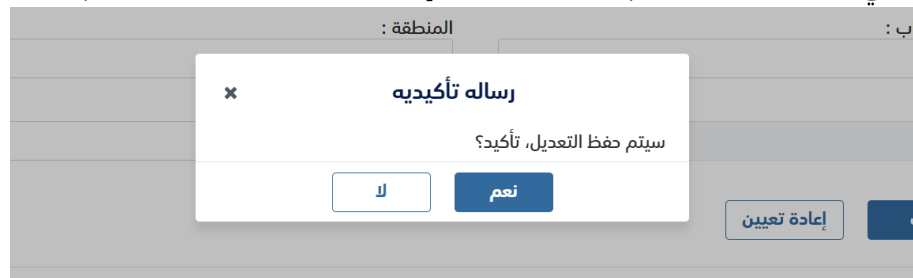 المنطقة :
رساله تأكيديه
سيتم حفظ التعديل، تأكيد؟
نعم
لا
إعادة تعيين